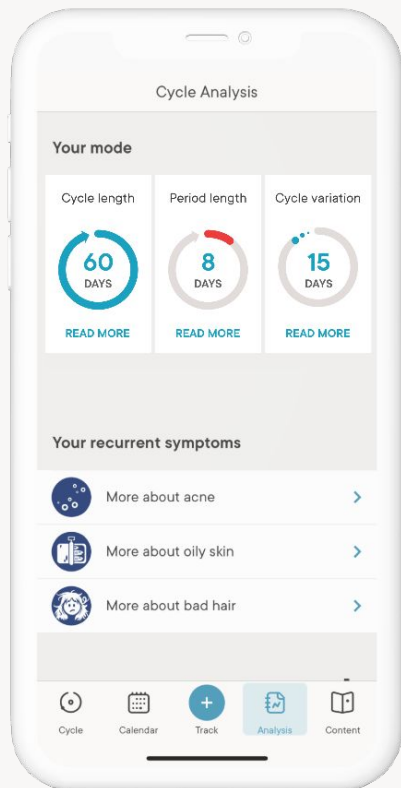 Cycle Analysis
Your mode
Cycle length
Period length
Cycle variation
60
DAYS
8
DAYS
15
DAYS
READ MORE
READ MORE
READ MORE
Your recurrent symptoms
More about acne
More about oily skin
More about bad hair
Cycle
Calendar
Track
Analysis
Content